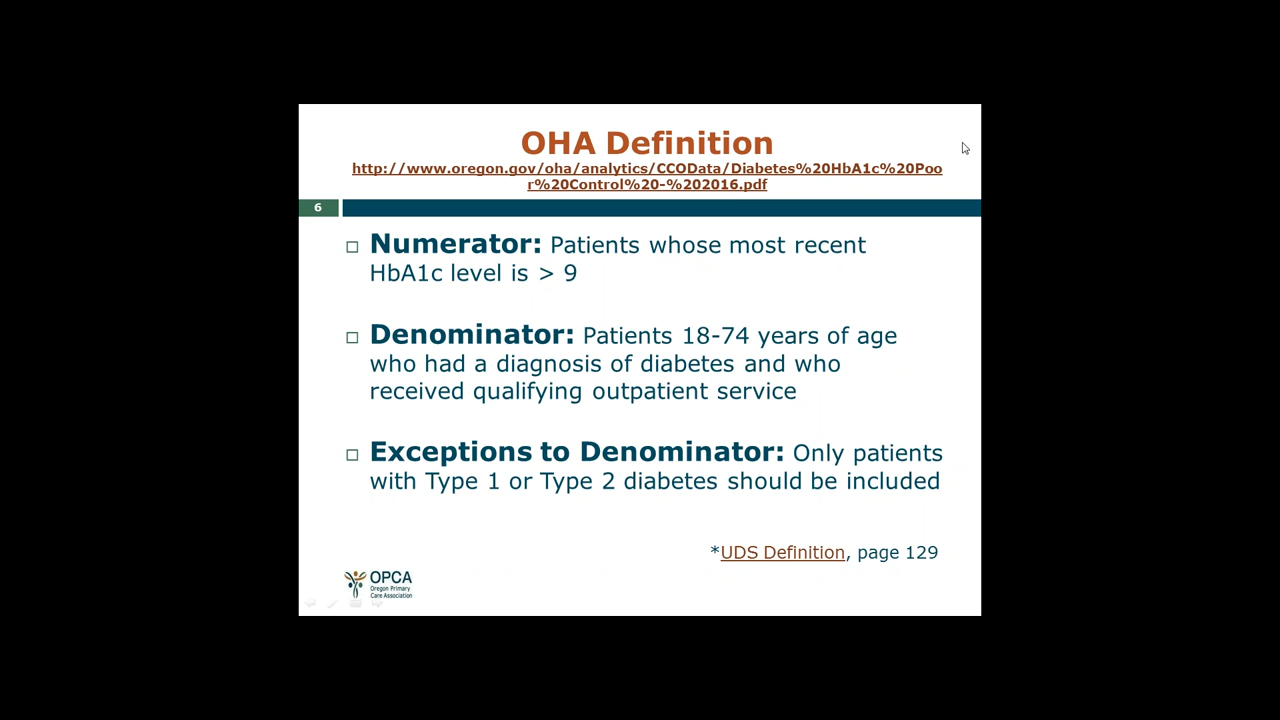 OHA Definition
http://www.oregon.gov/oha/analytics/CCOData/Diabetes%20HbA1c%20Poo
r%20Control%20-%202016.pdf
6
Numerator: Patients whose most recent
HbA1c level is > 9
Denominator: Patients 18-74 years of age
who had a diagnosis of diabetes and who
received qualifying outpatient service
Exceptions to Denominator: Only patients
with Type 1 or Type 2 diabetes should be included
*UDS Definition, page 129
OPCA
Oregon Primary
Care Association